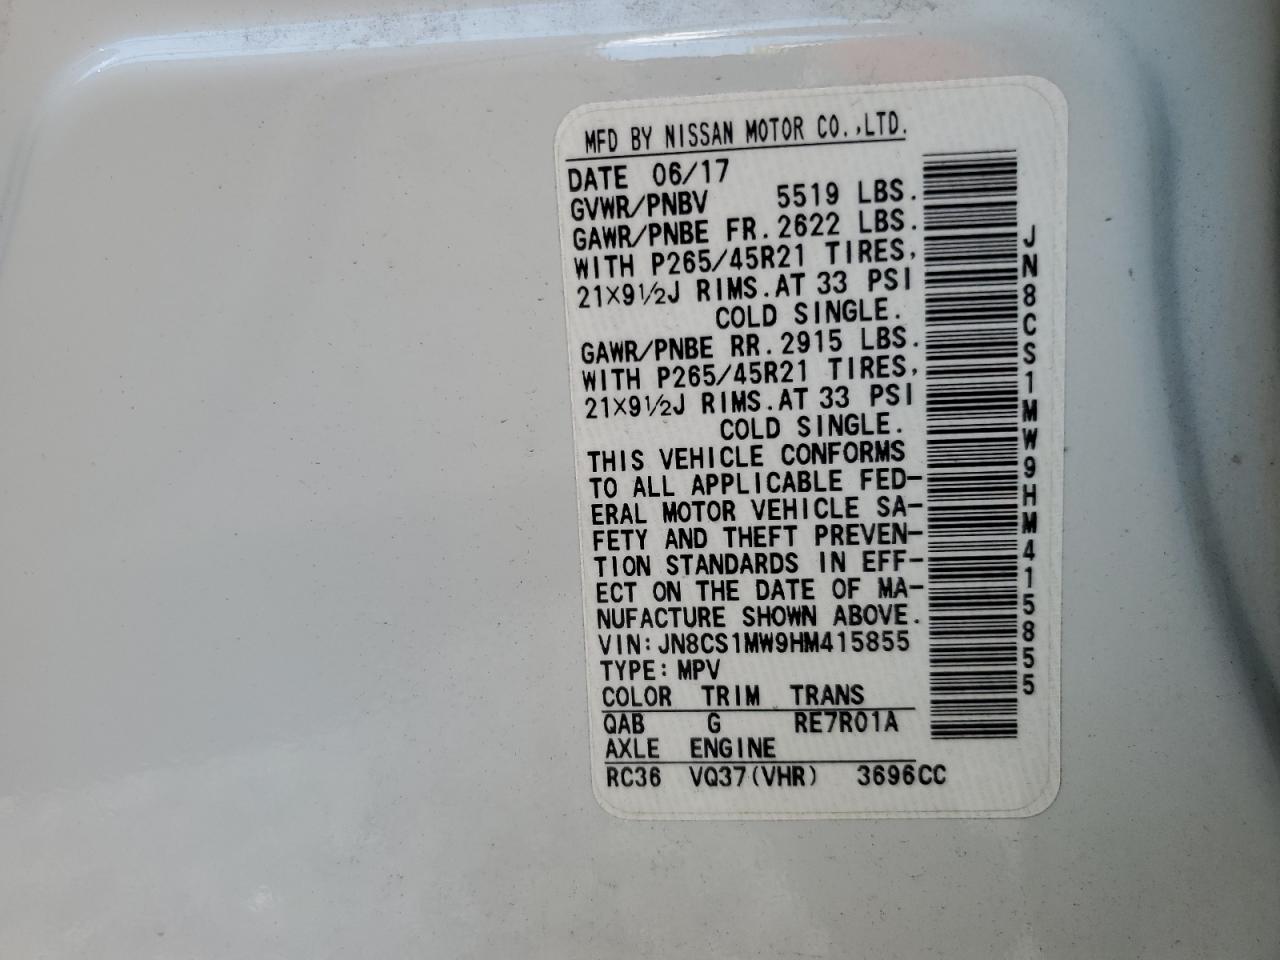 MFD BY NISSAN MOTOR CO.,LTD.
DATE 06/17
GVWR/PNBV 5519 LBS.
GAWR/PNBE FR. 2622 LBS.
WITH P265/45R21 TIRES,
21×9½J RIMS. AT 33 PSI
COLD SINGLE.
GAWR/PNBE RR. 2915 LBS.
WITH P265/45R21 TIRES,
21×9½J RIMS. AT 33 PSI
COLD SINGLE.
THIS VEHICLE CONFORMS
TO ALL APPLICABLE FED-
ERAL MOTOR VEHICLE SA-
FETY AND THEFT PREVEN-
TION STANDARDS IN EFF-
ECT ON THE DATE OF MA-
NUFACTURE SHOWN ABOVE.
VIN: JN8CS1MW9HM415855
TYPE: MPV
COLOR TRIM TRANS
QAB G RE7R01A
AXLE ENGINE
RC36 VQ37(VHR) 3696CC
JN8CS1MW9HM415855